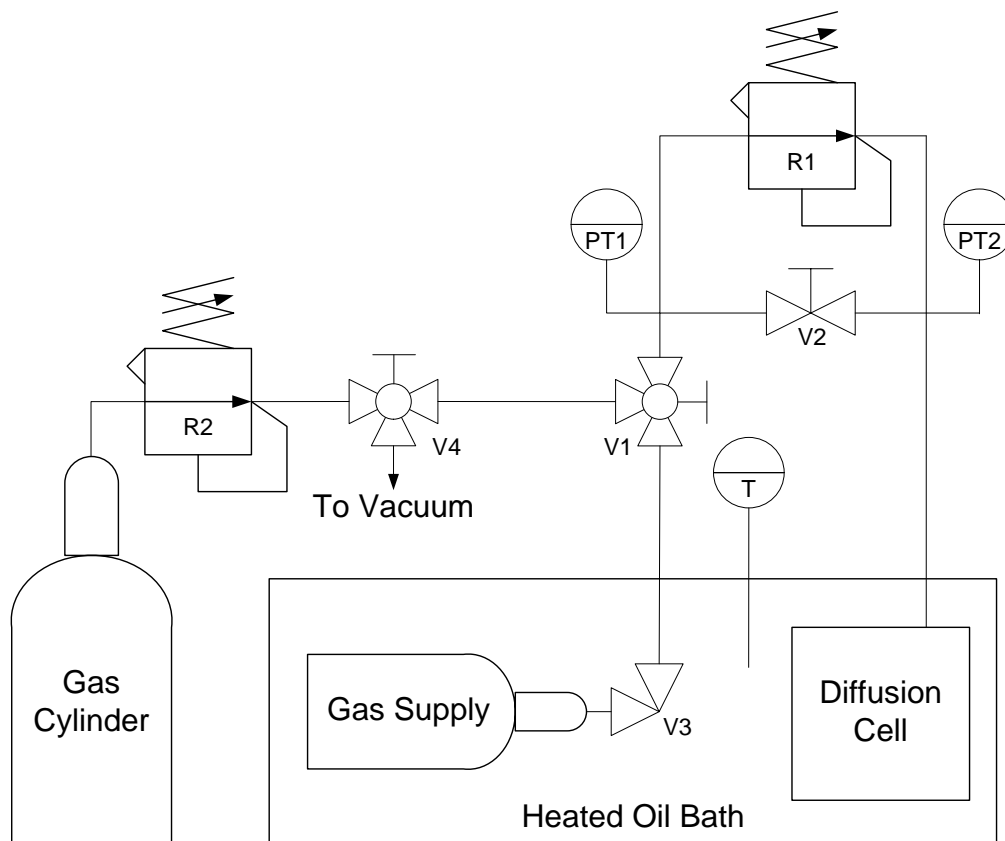 R1
PT1
PT2
V2
R2
V4
V1
To Vacuum
T
Gas
Cylinder
Gas Supply
V3
Diffusion
Cell
Heated Oil Bath